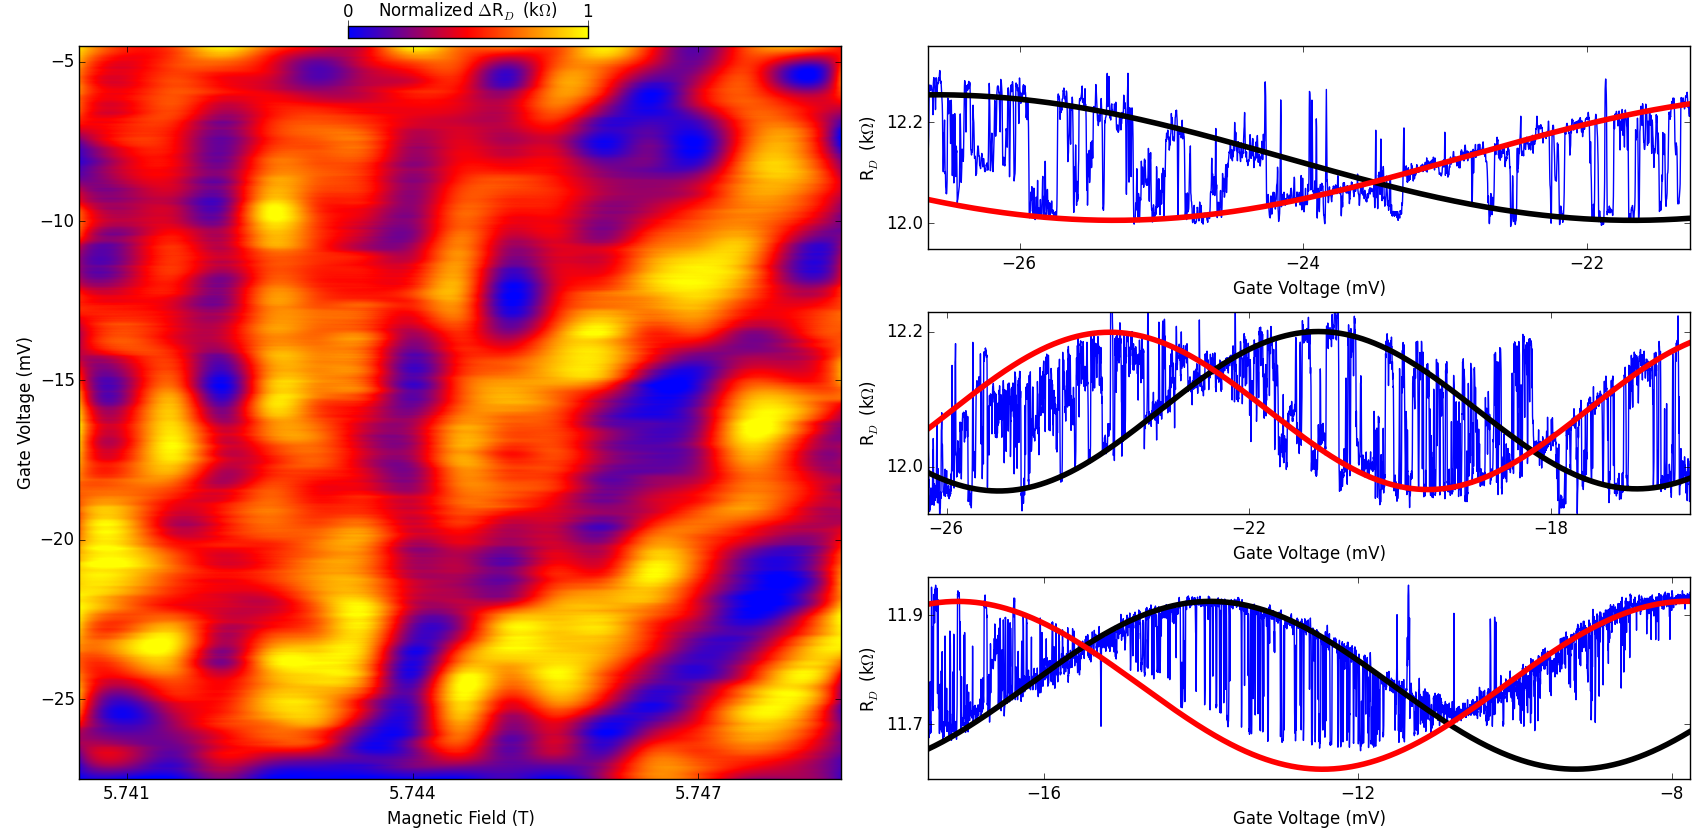 0 Normalized ΔR_D (kΩ) 1
−5
−10
−15
−20
−25
Gate Voltage (mV)
5.741 5.744 5.747
Magnetic Field (T)
12.2
12.0
R_D (kΩ)
−26 −24 −22
Gate Voltage (mV)
12.2
12.0
R_D (kΩ)
−26 −22 −18
Gate Voltage (mV)
11.9
11.7
R_D (kΩ)
−16 −12 −8
Gate Voltage (mV)